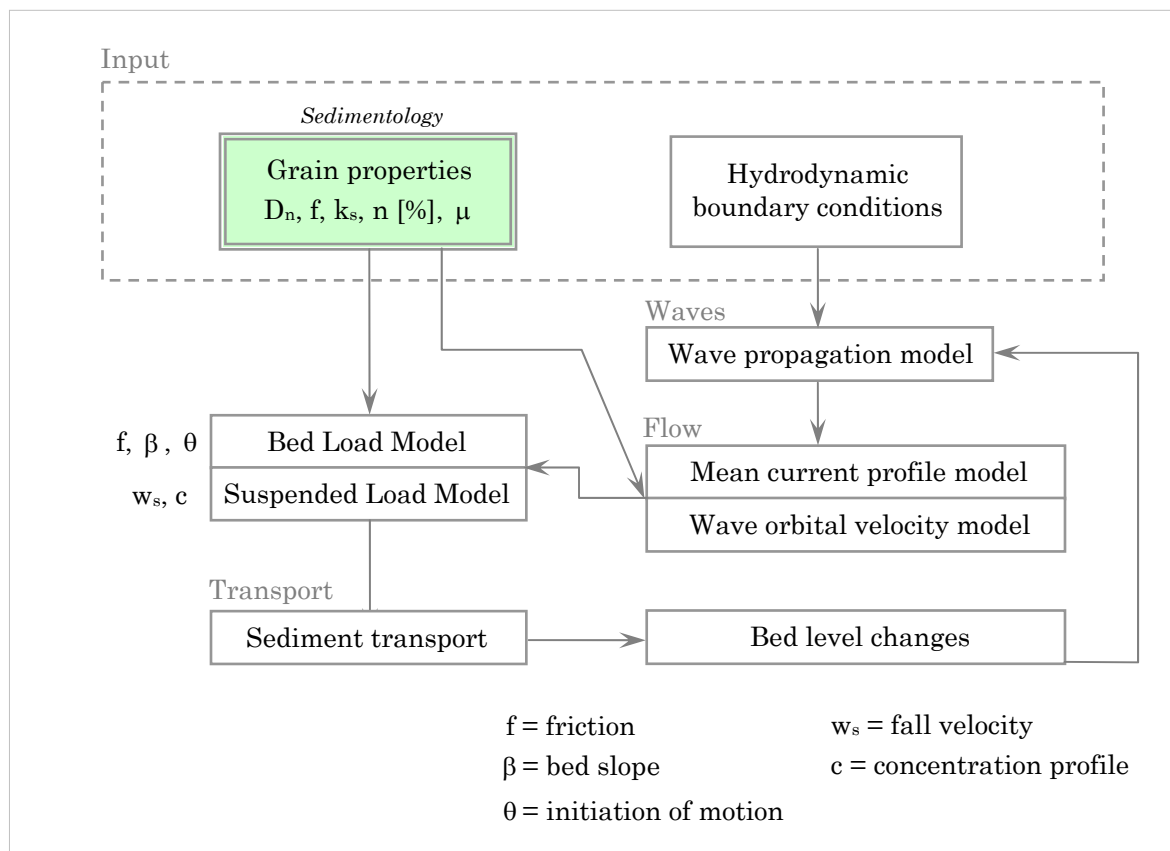 Input
Sedimentology
Grain properties
Dn, f, ks, n [%], μ
Hydrodynamic
boundary conditions
Waves
Wave propagation model
Flow
Mean current profile model
Wave orbital velocity model
f, β , θ
Bed Load Model
ws, c
Suspended Load Model
Transport
Sediment transport
Bed level changes
f = friction
β = bed slope
θ = initiation of motion
ws = fall velocity
c = concentration profile